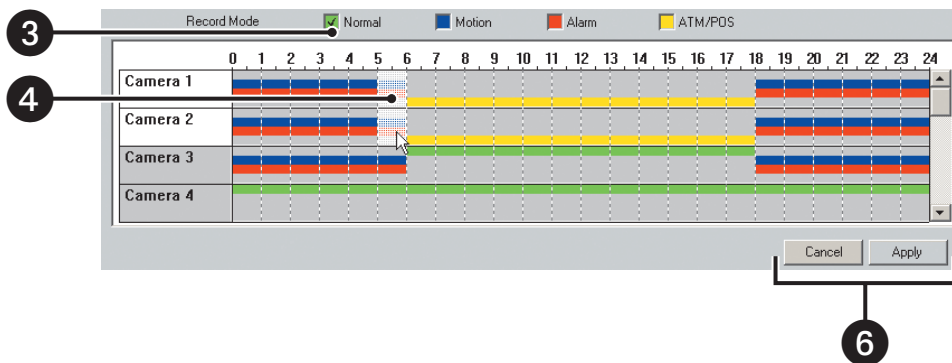 Record Mode Normal Motion Alarm ATM/POS
3
0 1 2 3 4 5 6 7 8 9 10 11 12 13 14 15 16 17 18 19 20 21 22 23 24
Camera 1
4
Camera 2
Camera 3
Camera 4
Cancel Apply
6